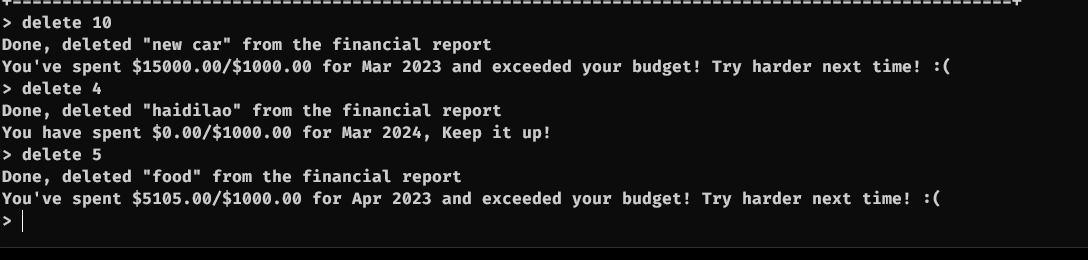 > delete 10
Done, deleted "new car" from the financial report
You've spent $15000.00/$1000.00 for Mar 2023 and exceeded your budget! Try harder next time! :(
> delete 4
Done, deleted "haidilao" from the financial report
You have spent $0.00/$1000.00 for Mar 2024, Keep it up!
> delete 5
Done, deleted "food" from the financial report
You've spent $5105.00/$1000.00 for Apr 2023 and exceeded your budget! Try harder next time! :(
>